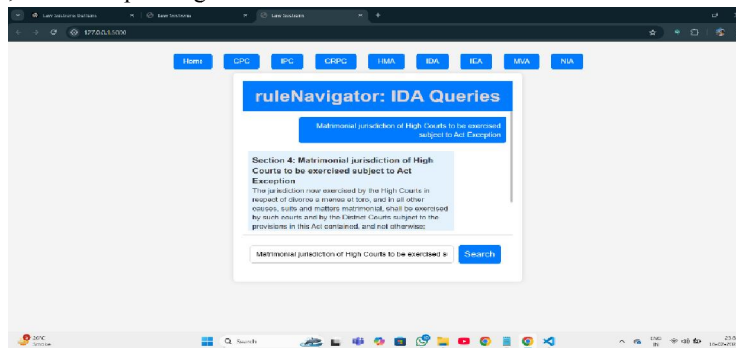 Law Sections
127.0.0.1:5000
Home CPC IPC CRPC HMA IDA IEA MVA NIA
ruleNavigator: IDA Queries
Matrimonial jurisdiction of High Courts to be exercised
subject to Act Exception
Section 4: Matrimonial jurisdiction of High
Courts to be exercised subject to Act
Exception
The jurisdiction now exercised by the High Courts in
respect of divorce a mensa et toro, and in all other
causes, suits and matters matrimonial, shall be exercised
by such courts and by the District Courts subject to the
provisions in this Act contained, and not otherwise:
Matrimonial jurisdiction of High Courts to be exercised s
Search
Search
ENG
IN